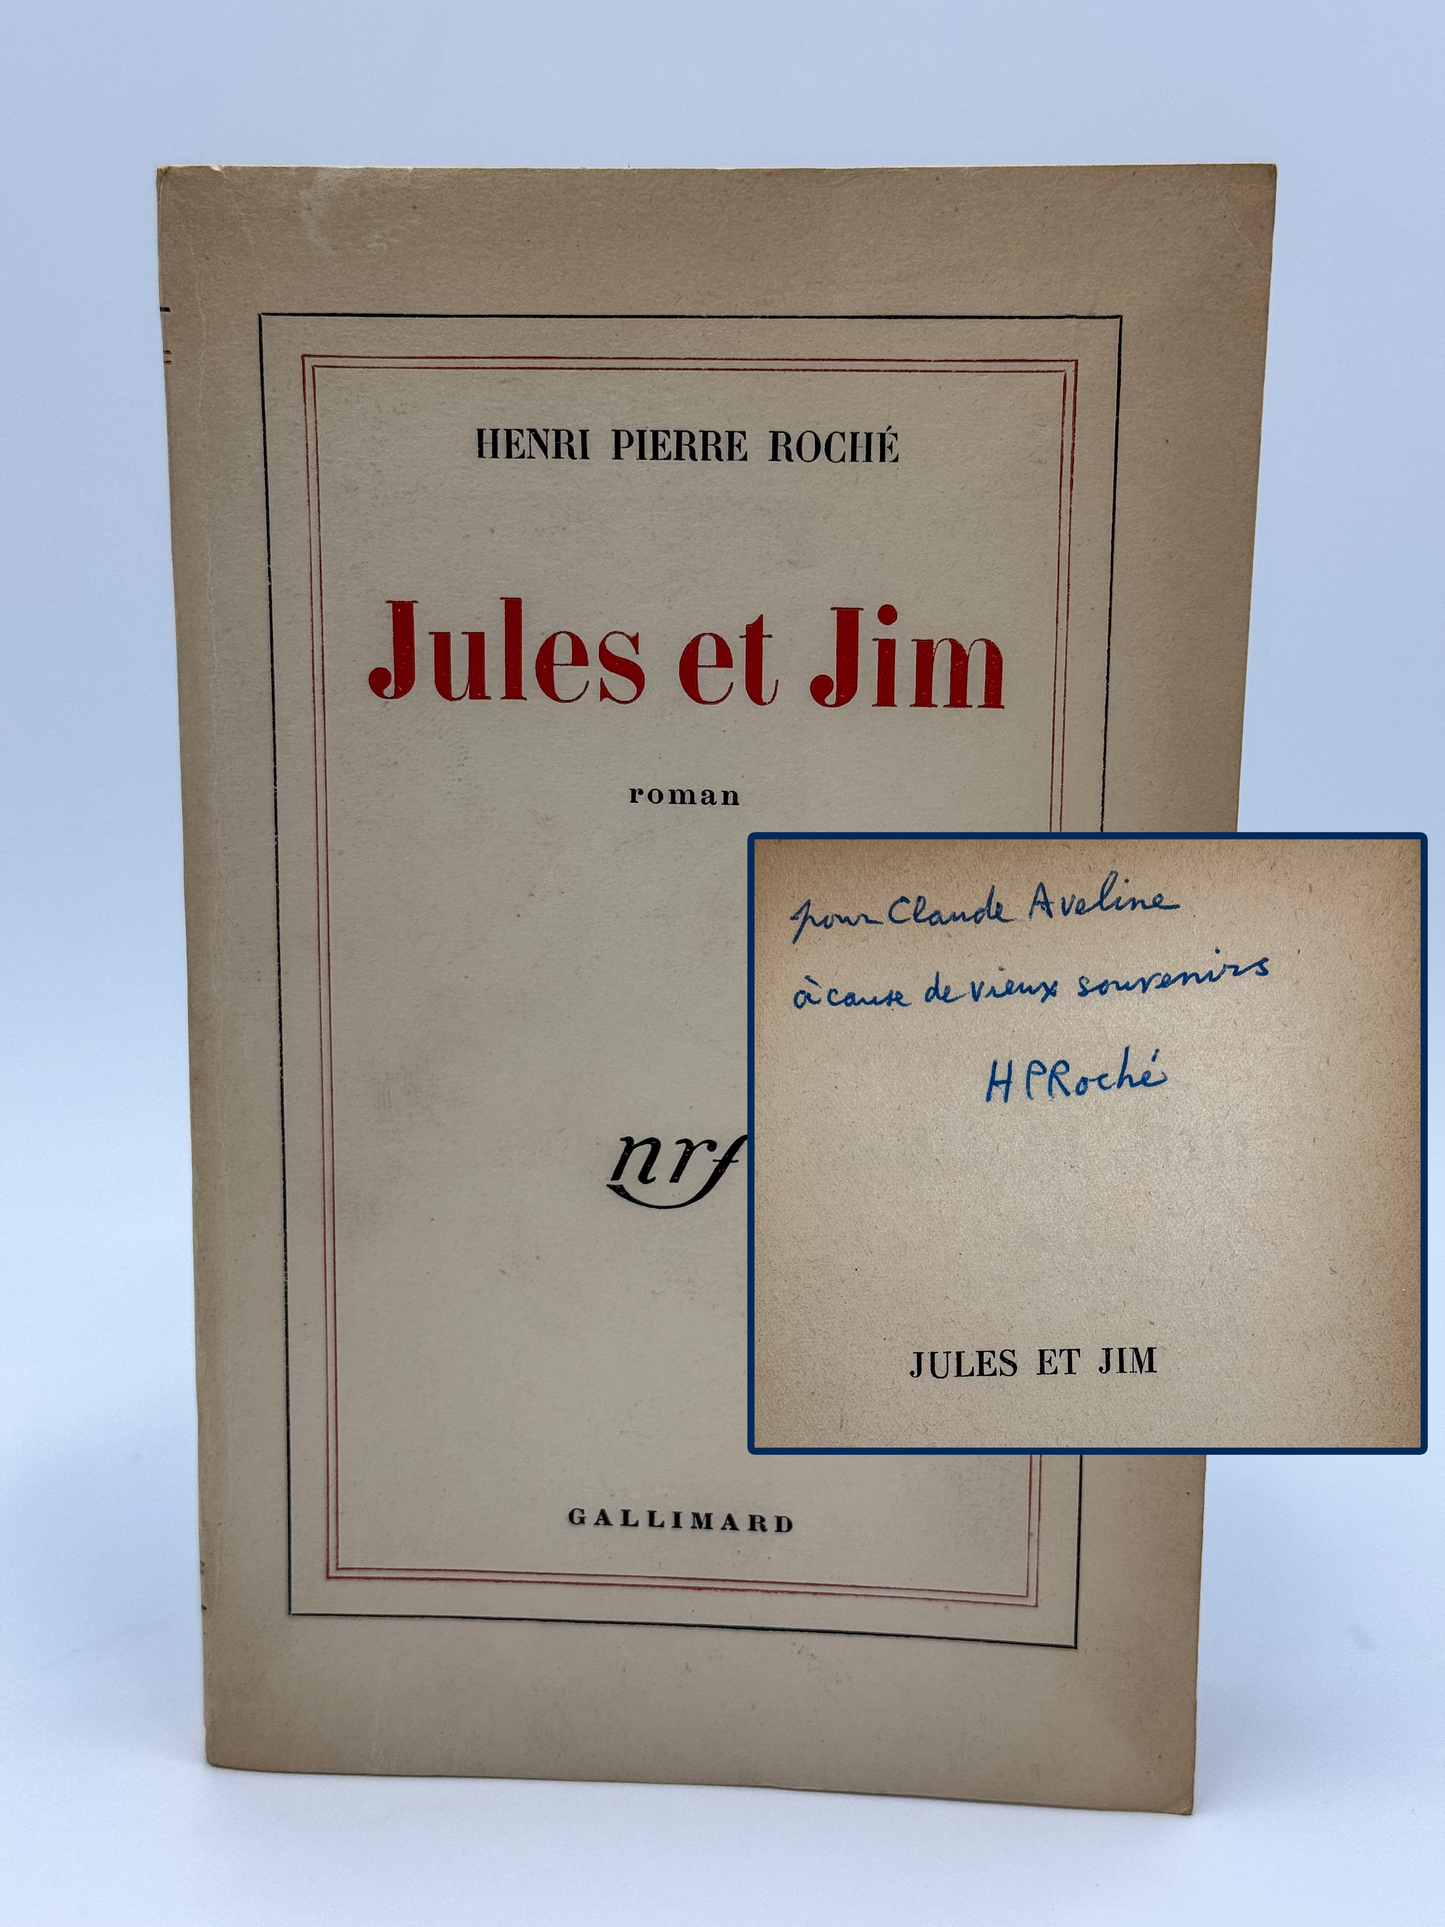 HENRI PIERRE ROCHÉ
Jules et Jim
roman
nrf
GALLIMARD
pour Claude Aveline
à cause de vieux souvenirs
HPRoché
JULES ET JIM